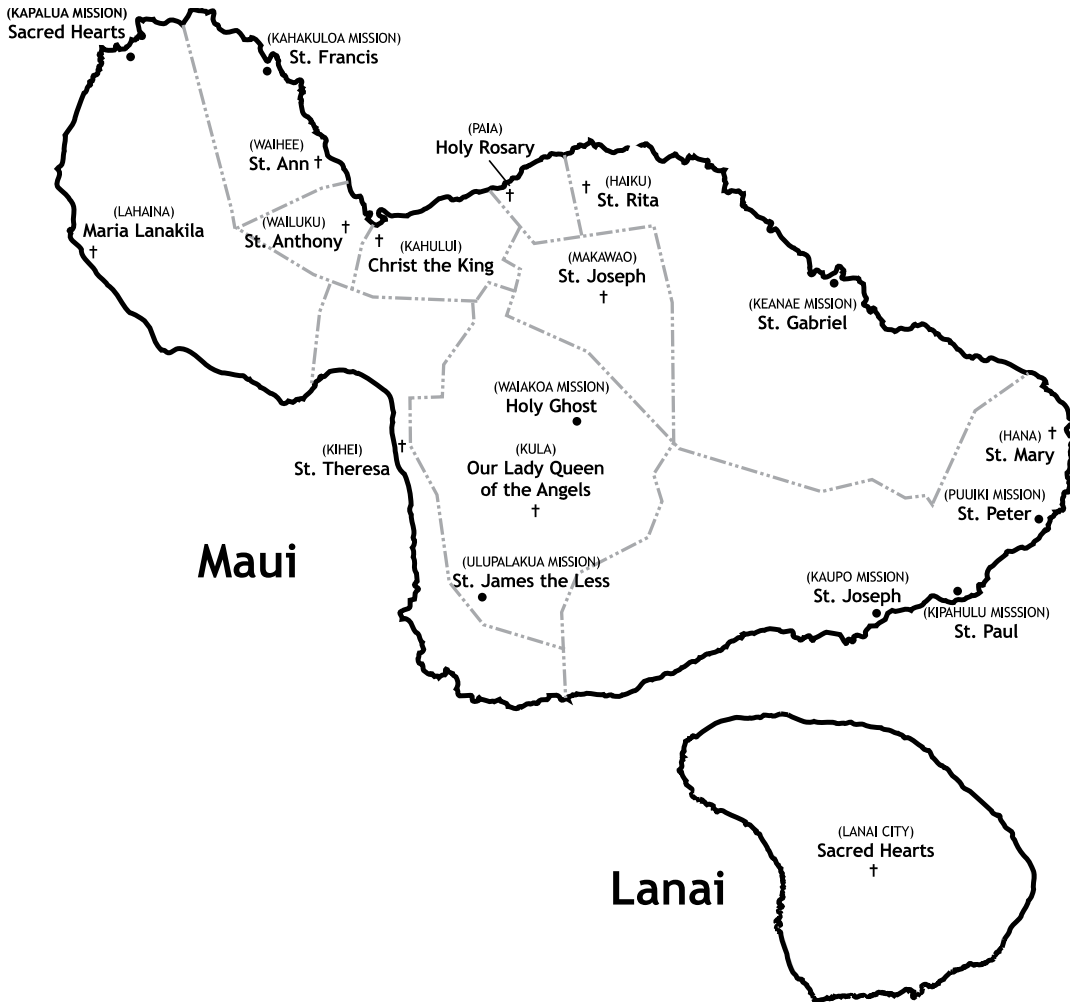 (KAPALUA MISSION)
Sacred Hearts
(KAHAKULOA MISSION)
St. Francis
(WAIHEE)
St. Ann
(PAIA)
Holy Rosary
(HAIKU)
St. Rita
(LAHAINA)
Maria Lanakila
(WAILUKU)
St. Anthony
(KAHULUI)
Christ the King
(MAKAWAO)
St. Joseph
(KEANAE MISSION)
St. Gabriel
(WAIAKOA MISSION)
Holy Ghost
(KIHEI)
St. Theresa
(KULA)
Our Lady Queen
of the Angels
(HANA)
St. Mary
(PUUIKI MISSION)
St. Peter
Maui
(ULUPALAKUA MISSION)
St. James the Less
(KAUPO MISSION)
St. Joseph
(KIPAHULU MISSSION)
St. Paul
(LANAI CITY)
Sacred Hearts
Lanai